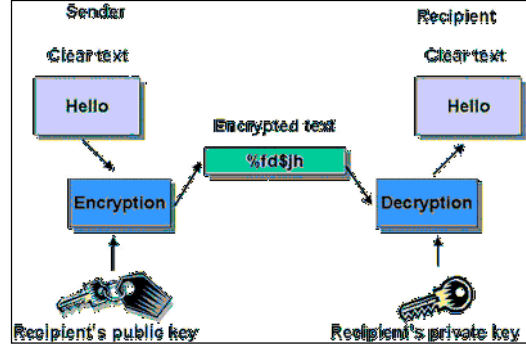 Sender
Recipient
Clear text
Clear text
Hello
Hello
Encrypted text
%fd$jh
Encryption
Decryption
Recipient's public key
Recipient's private key